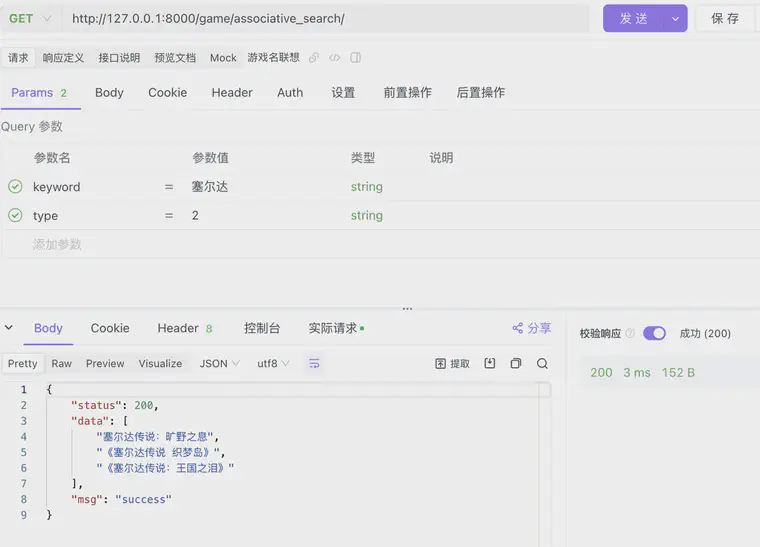 GET http://127.0.0.1:8000/game/associative_search/ 发送 保存
请求 响应定义 接口说明 预览文档 Mock 游戏名联想
Params 2 Body Cookie Header Auth 设置 前置操作 后置操作
Query 参数
参数名 参数值 类型 说明
keyword = 塞尔达 string
type = 2 string
添加参数
Body Cookie Header 8 控制台 实际请求 分享 校验响应 成功 (200)
Pretty Raw Preview Visualize JSON utf8 提取
200 3 ms 152 B
1 {
2 "status": 200,
3 "data": [
4 "塞尔达传说：旷野之息",
5 "《塞尔达传说 织梦岛》",
6 "《塞尔达传说：王国之泪》"
7 ],
8 "msg": "success"
9 }